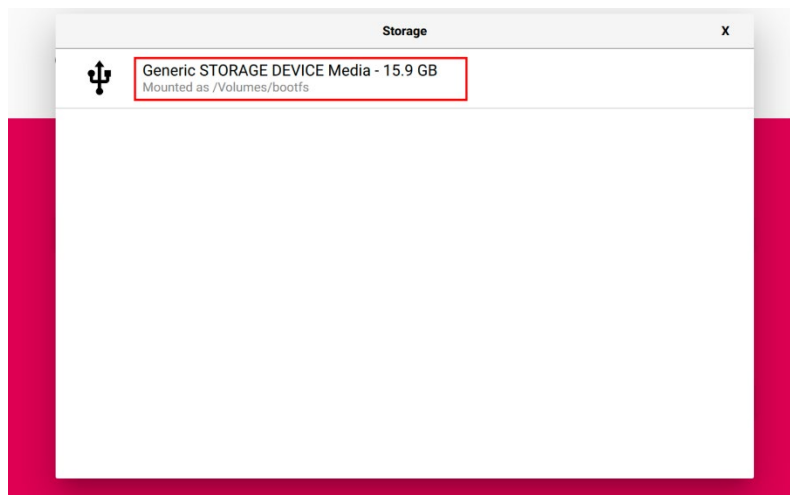 Storage
X
Generic STORAGE DEVICE Media - 15.9 GB
Mounted as /Volumes/bootfs